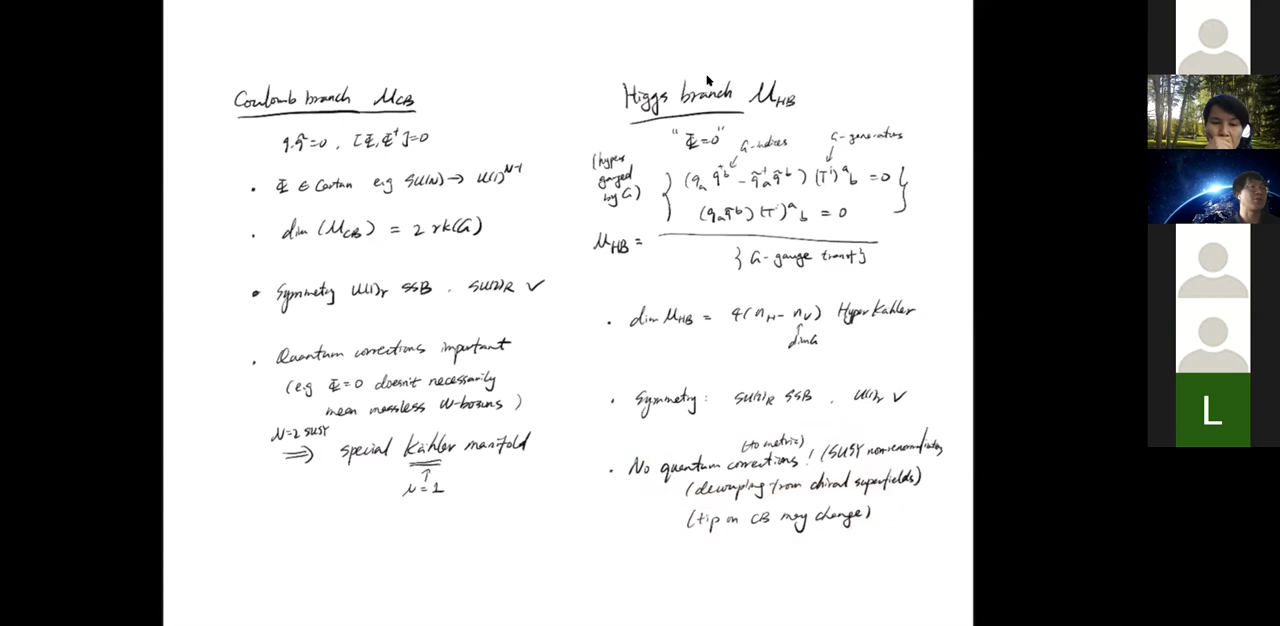 Coulomb branch M_CB
q, q̃ = 0, [Φ, Φ†] = 0
• Φ ∈ Cartan e.g SU(N) → U(1)^{N-1}
• dim (M_CB) = 2 rk(G)
• Symmetry U(1)_r SSB. SU(2)_R ✓
• Quantum corrections important
(e.g Φ=0 doesn't necessarily
mean massless W-bosons)
N=2 SUSY
⟹ special Kähler manifold
↑
N=1
Higgs branch M_HB
"Φ=0"
G-indices
G-generators
(hyper
gauged
by G)
{ (q_a q^{†b} − q̃†_a q̃^b) (T^i)^a_b = 0
(q_a q̃^b) (T^i)^a_b = 0 }
M_HB =
{ G-gauge transf }
• dim M_HB = 4(n_H − n_V) HyperKähler
↑
dim G
• Symmetry: SU(2)_R SSB. U(1)_r ✓
(to metric)
• No quantum corrections! (SUSY nonrenormalization
(decoupling from chiral superfields)
(tip on CB may change)
L